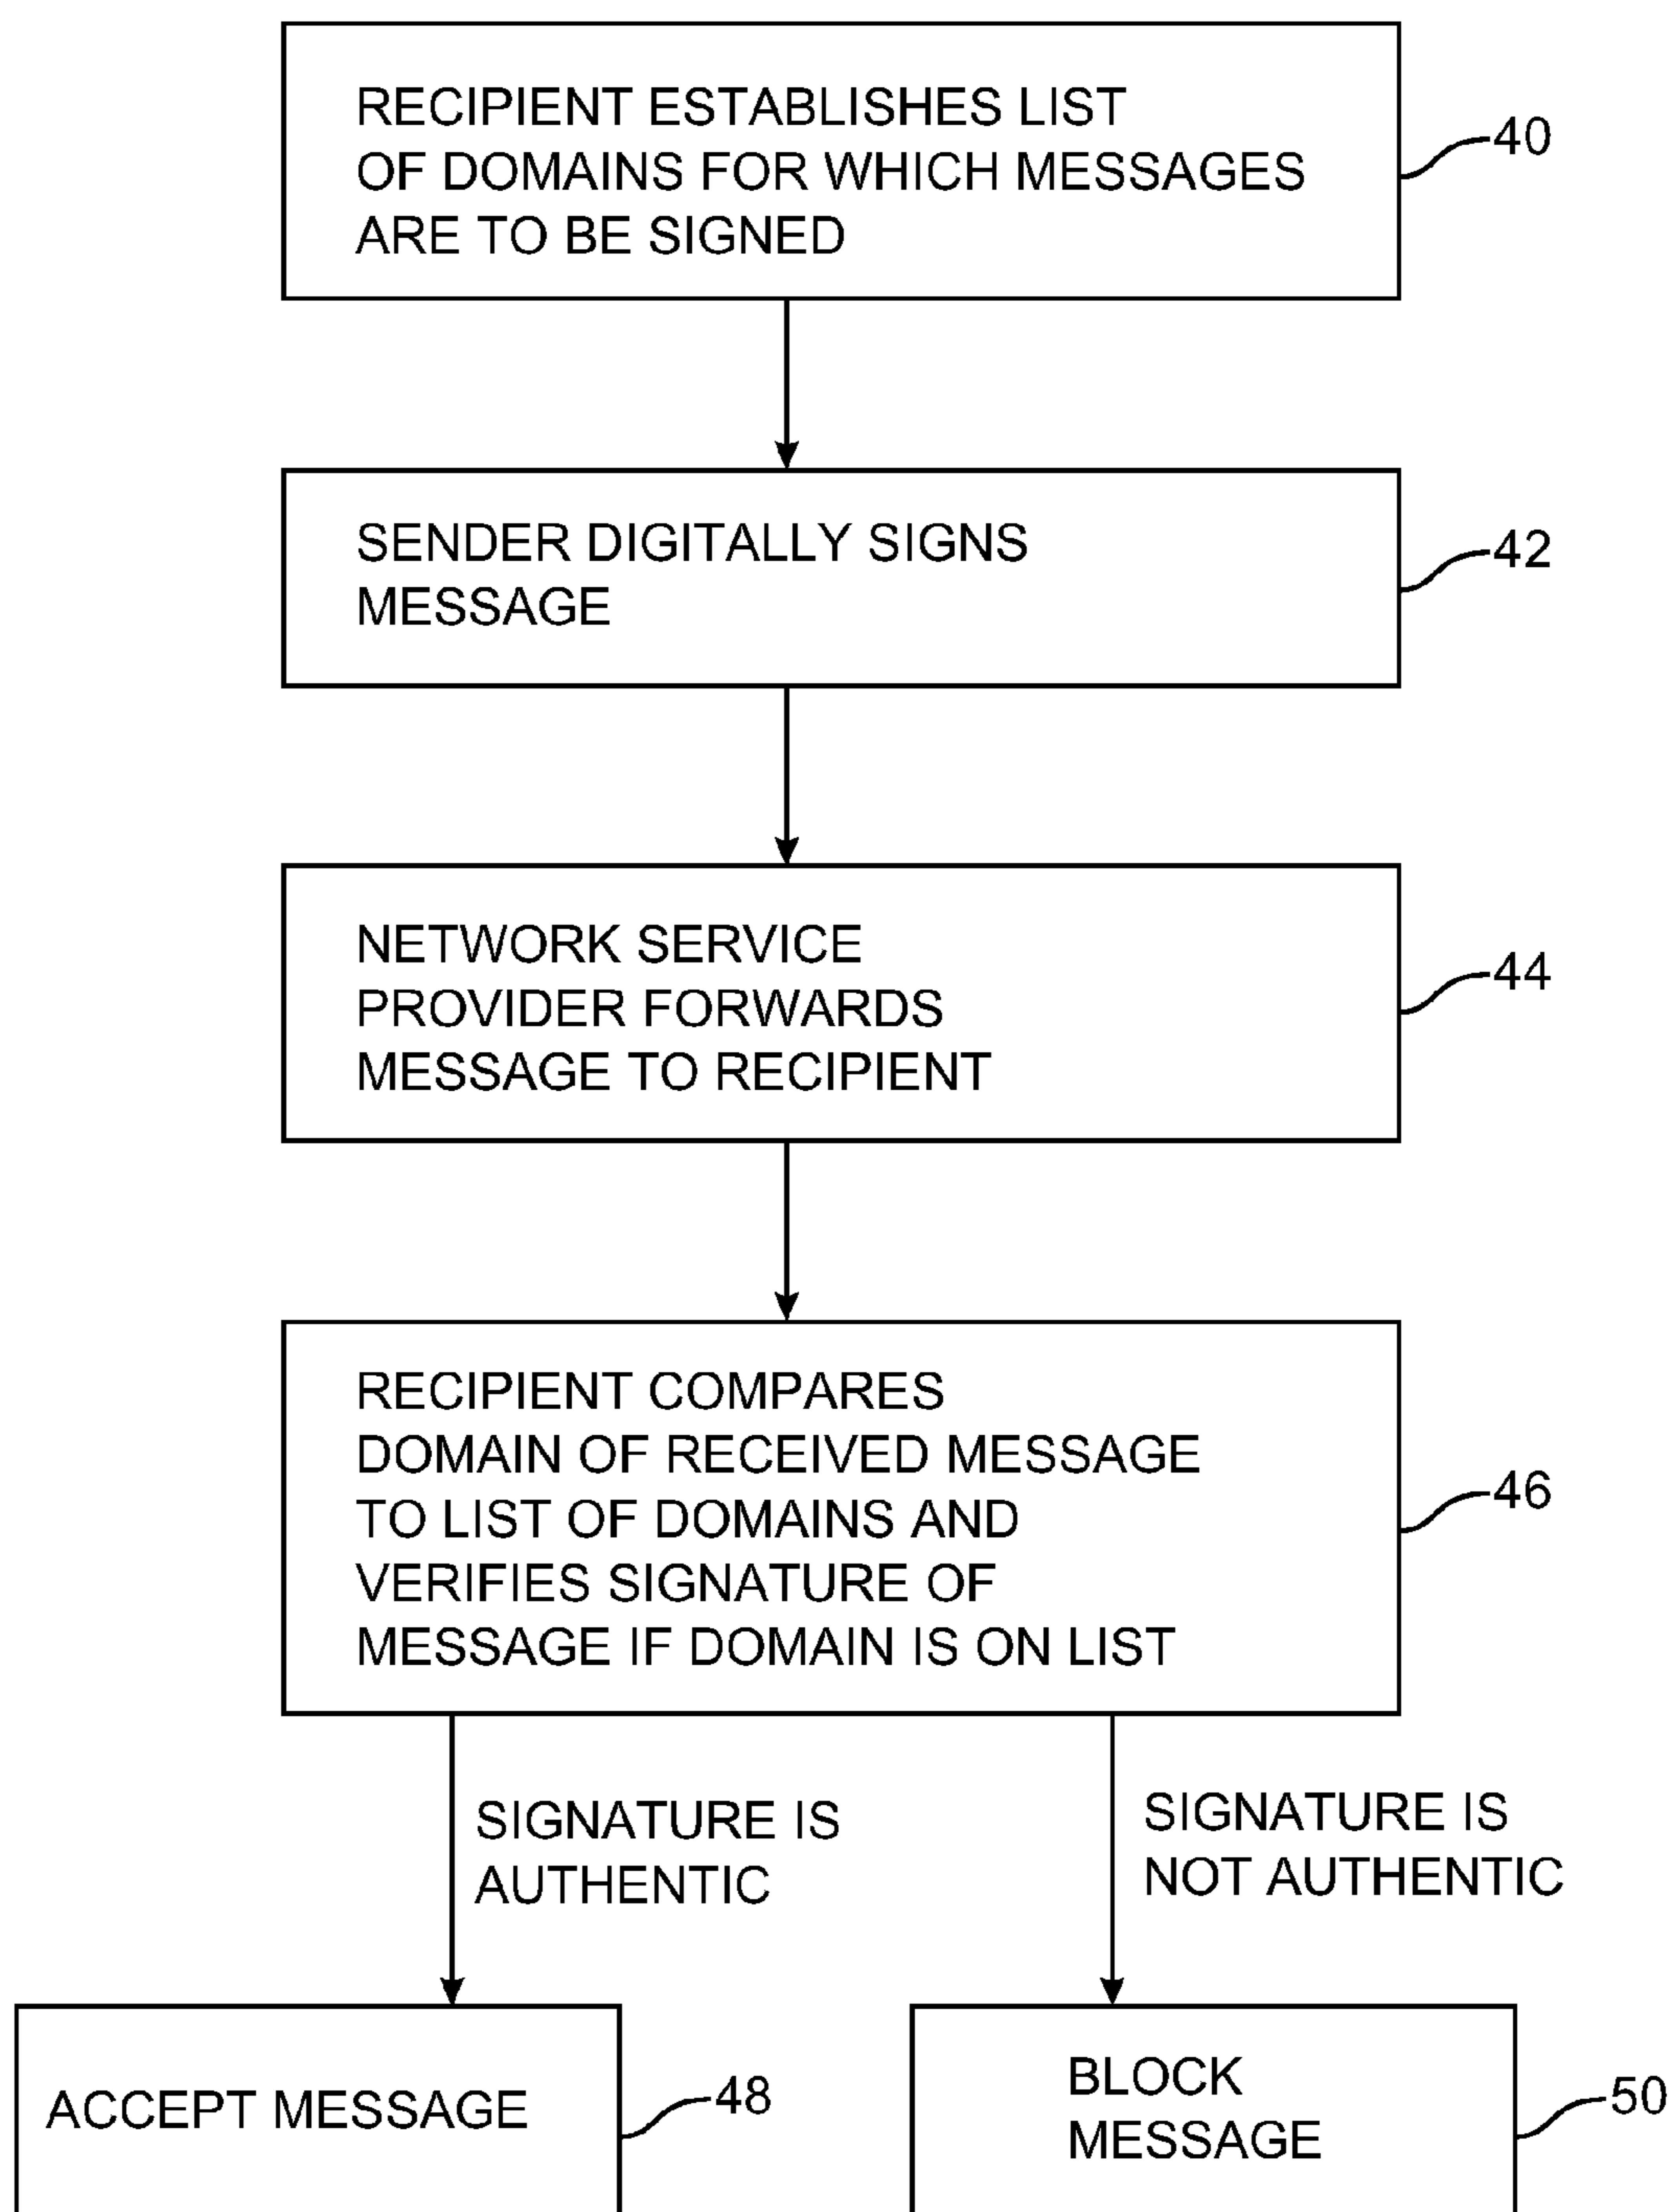 RECIPIENT ESTABLISHES LIST
OF DOMAINS FOR WHICH MESSAGES
ARE TO BE SIGNED
40
SENDER DIGITALLY SIGNS
MESSAGE
42
NETWORK SERVICE
PROVIDER FORWARDS
MESSAGE TO RECIPIENT
44
RECIPIENT COMPARES
DOMAIN OF RECEIVED MESSAGE
TO LIST OF DOMAINS AND
VERIFIES SIGNATURE OF
MESSAGE IF DOMAIN IS ON LIST
46
SIGNATURE IS
AUTHENTIC
SIGNATURE IS
NOT AUTHENTIC
ACCEPT MESSAGE
48
BLOCK
MESSAGE
50